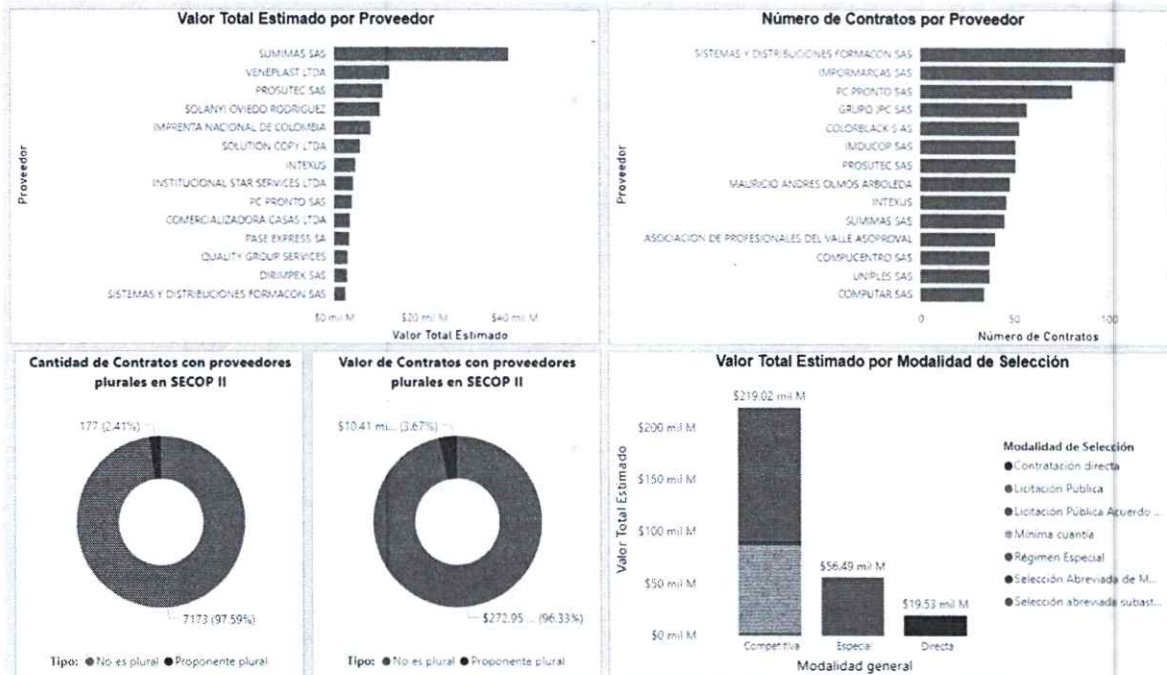 Valor Total Estimado por Proveedor
SUMIMAS SAS
VENEPLAST LTDA
PROSUTEC SAS
SOLANYI OVIEDO RODRIGUEZ
IMPRENTA NACIONAL DE COLOMBIA
SOLUTION COPY LTDA
INTEXUS
INSTITUCIONAL STAR SERVICES LTDA
PC PRONTO SAS
COMERCIALIZADORA CASAS LTDA
PASE EXPRESS SA
QUALITY GROUP SERVICES
DIRIMPEX SAS
SISTEMAS Y DISTRIBUCIONES FORMACON SAS
Proveedor
$0 mil M
$20 mil M
$40 mil M
Valor Total Estimado
Número de Contratos por Proveedor
SISTEMAS Y DISTRIBUCIONES FORMACON SAS
IMPORMARCAS SAS
PC PRONTO SAS
GRUPO JPC SAS
COLORBLACK S AS
IMDUCOP SAS
PROSUTEC SAS
MAURICIO ANDRES OLMOS ARBOLEDA
INTEXUS
SUMIMAS SAS
ASOCIACION DE PROFESIONALES DEL VALLE ASOPROVAL
COMPUCENTRO SAS
UNIPLES SAS
COMPUTAR SAS
Proveedor
0
50
100
Número de Contratos
Cantidad de Contratos con proveedores
plurales en SECOP II
177 (2.41%)
7173 (97.59%)
Tipo: No es plural Proponente plural
Valor de Contratos con proveedores
plurales en SECOP II
$10.41 mi... (3.67%)
$272.95 ... (96.33%)
Tipo: No es plural Proponente plural
Valor Total Estimado por Modalidad de Selección
$219.02 mil M
$200 mil M
$150 mil M
$100 mil M
$50 mil M
$0 mil M
Valor Total Estimado
$56.49 mil M
$19.53 mil M
Competitiva
Especial
Directa
Modalidad general
Modalidad de Selección
Contratación directa
Licitación Publica
Licitación Pública Acuerdo ...
Mínima cuantía
Régimen Especial
Selección Abreviada de M...
Selección abreviada subast...